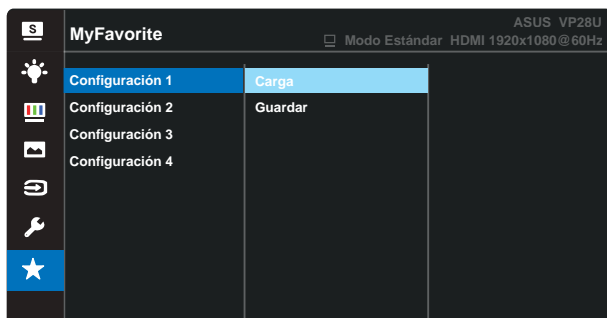 S
MyFavorite
ASUS VP28U
Modo Estándar HDMI 1920x1080@60Hz
Configuración 1
Carga
Configuración 2
Guardar
Configuración 3
Configuración 4